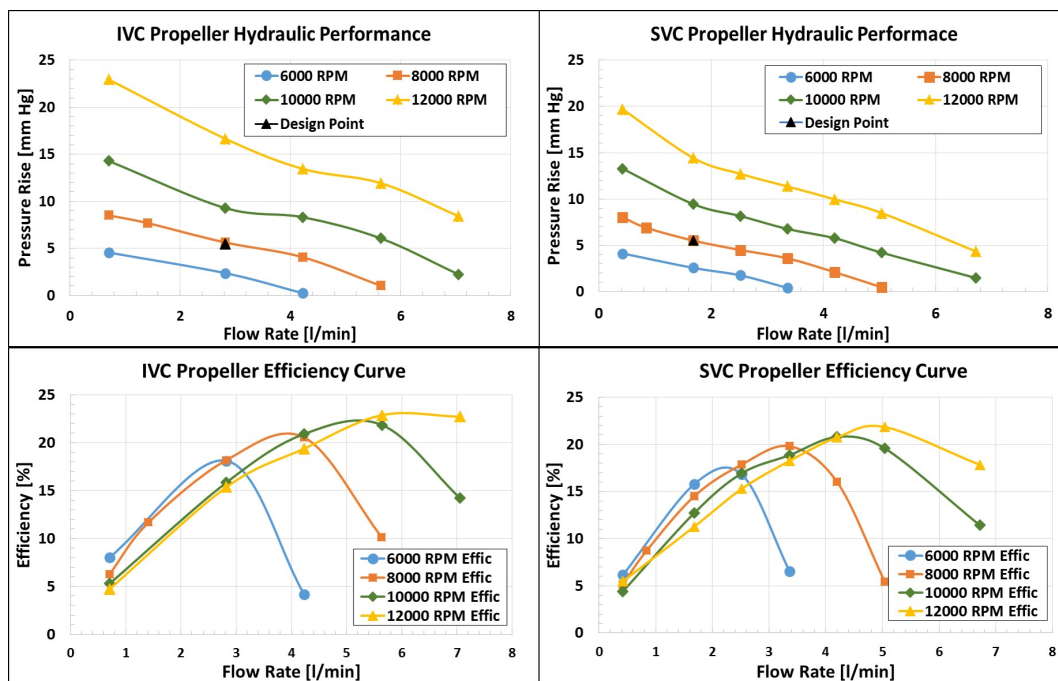 IVC Propeller Hydraulic Performance
25
20
15
10
5
0
Pressure Rise [mm Hg]
6000 RPM
8000 RPM
10000 RPM
12000 RPM
Design Point
0
2
4
6
8
Flow Rate [l/min]
SVC Propeller Hydraulic Performace
25
20
15
10
5
0
Pressure Rise [mm Hg]
6000 RPM
8000 RPM
10000 RPM
12000 RPM
Design Point
0
2
4
6
8
Flow Rate [l/min]
IVC Propeller Efficiency Curve
25
20
15
10
5
0
Efficiency [%]
6000 RPM Effic
8000 RPM Effic
10000 RPM Effic
12000 RPM Effic
0
1
2
3
4
5
6
7
8
Flow Rate [l/min]
SVC Propeller Efficiency Curve
25
20
15
10
5
0
Efficiency [%]
6000 RPM Effic
8000 RPM Effic
10000 RPM Effic
12000 RPM Effic
0
1
2
3
4
5
6
7
8
Flow Rate [l/min]